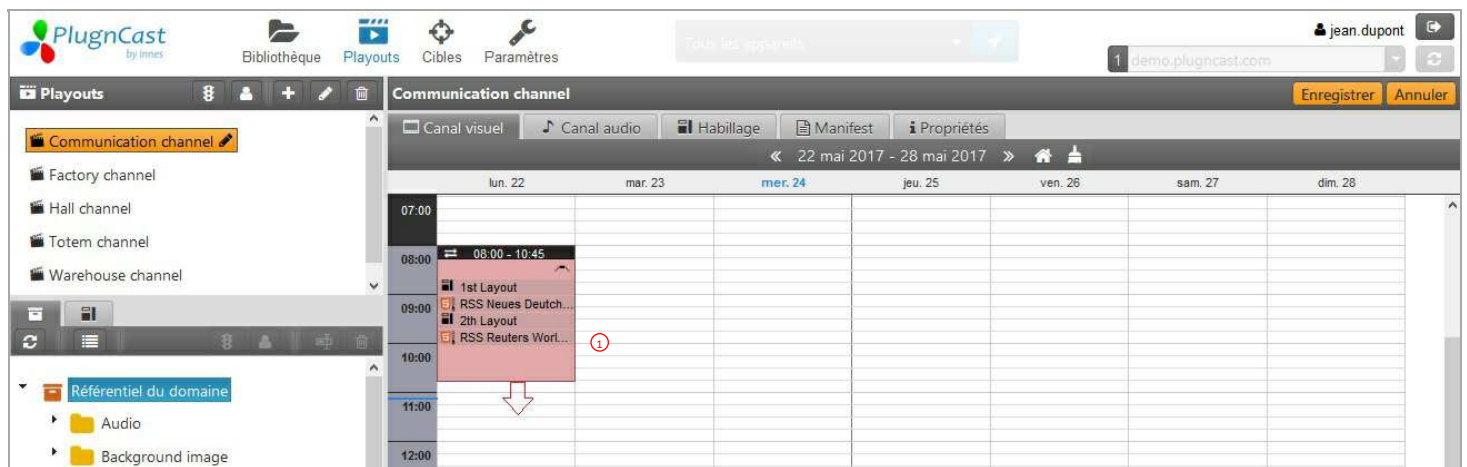 PlugnCast
by Innes
Bibliothèque
Playouts
Cibles
Paramètres
Tous les appareils
jean.dupont
1 demo.plugncast.com
Playouts
Communication channel
Enregistrer
Annuler
Communication channel
Factory channel
Hall channel
Totem channel
Warehouse channel
Canal visuel
Canal audio
Habillage
Manifest
Propriétés
22 mai 2017 - 28 mai 2017
lun. 22
mar. 23
mer. 24
jeu. 25
ven. 26
sam. 27
dim. 28
07:00
08:00
09:00
10:00
11:00
12:00
08:00 - 10:45
1st Layout
RSS Neues Deutch...
2th Layout
RSS Reuters Worl...
1
Référentiel du domaine
Audio
Background image